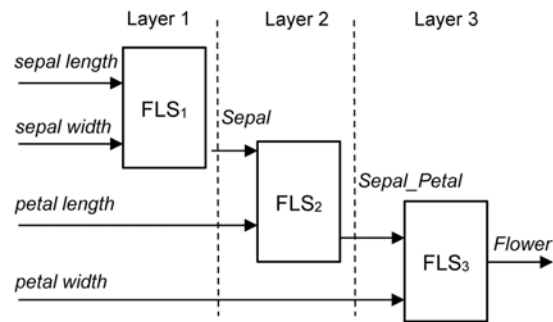 Layer 1 Layer 2 Layer 3
sepal length
FLS₁
sepal width
Sepal
petal length
FLS₂
Sepal_Petal
petal width
FLS₃
Flower